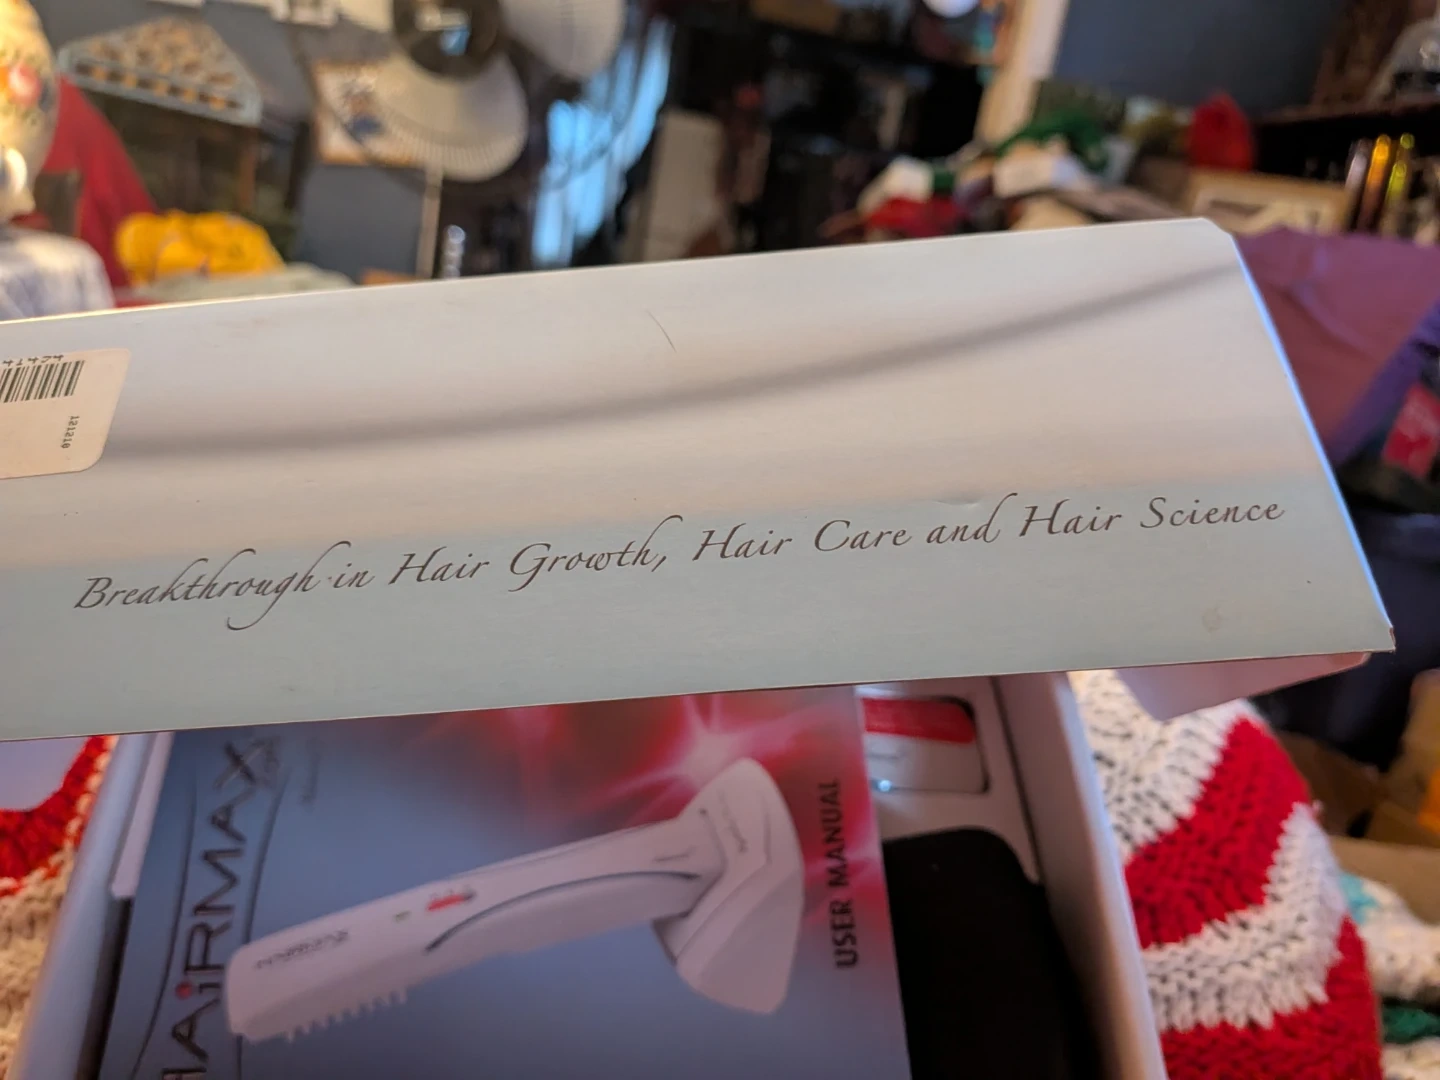 Breakthrough in Hair Growth, Hair Care and Hair Science
HAIRMAX
USER MANUAL